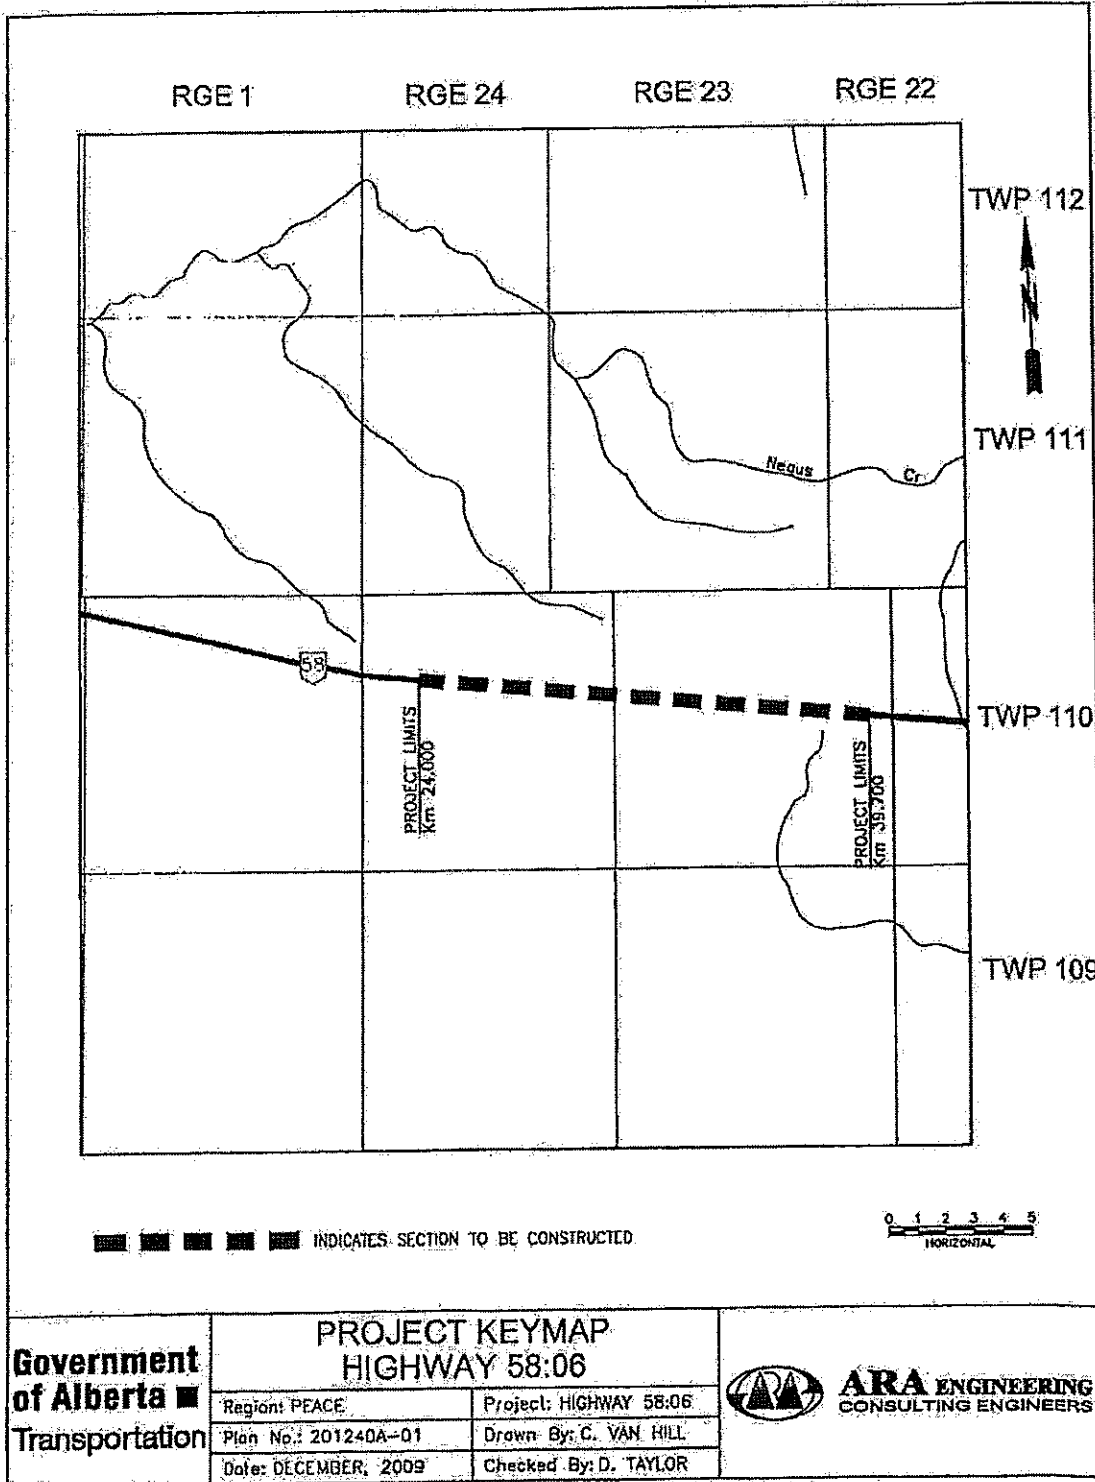 RGE 1 RGE 24 RGE 23 RGE 22
TWP 112
N
TWP 111
Negus Cr
58
TWP 110
PROJECT LIMITS
Km 24.000
PROJECT LIMITS
Km 39.700
TWP 109
INDICATES SECTION TO BE CONSTRUCTED
0 1 2 3 4 5
HORIZONTAL
Government
of Alberta
Transportation
PROJECT KEYMAP
HIGHWAY 58:06
Region: PEACE
Project: HIGHWAY 58:06
Plan No.: 201240A-01
Drawn By: C. VAN HILL
Date: DECEMBER, 2009
Checked By: D. TAYLOR
ARA
ARA ENGINEERING
CONSULTING ENGINEERS